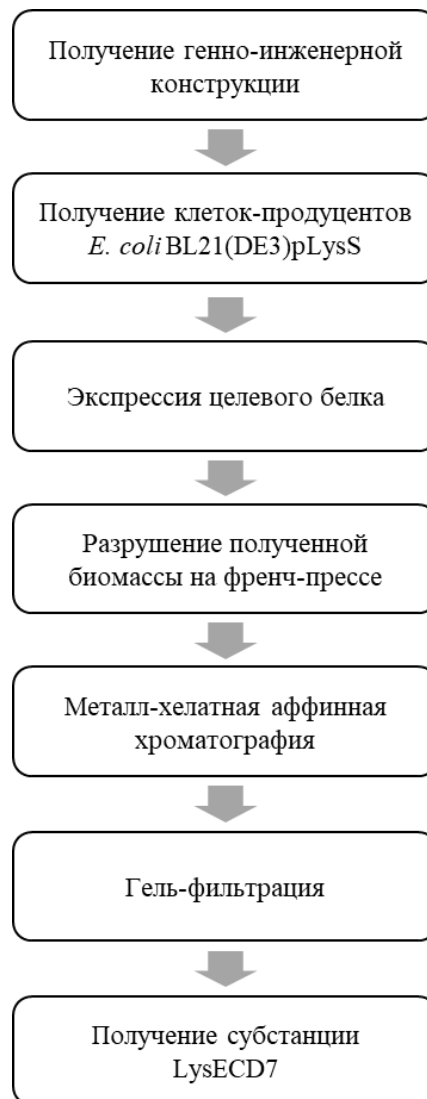 Получение генно-инженерной
конструкции
Получение клеток-продуцентов
E. coli BL21(DE3)pLysS
Экспрессия целевого белка
Разрушение полученной
биомассы на френч-прессе
Металл-хелатная аффинная
хроматография
Гель-фильтрация
Получение субстанции
LysECD7